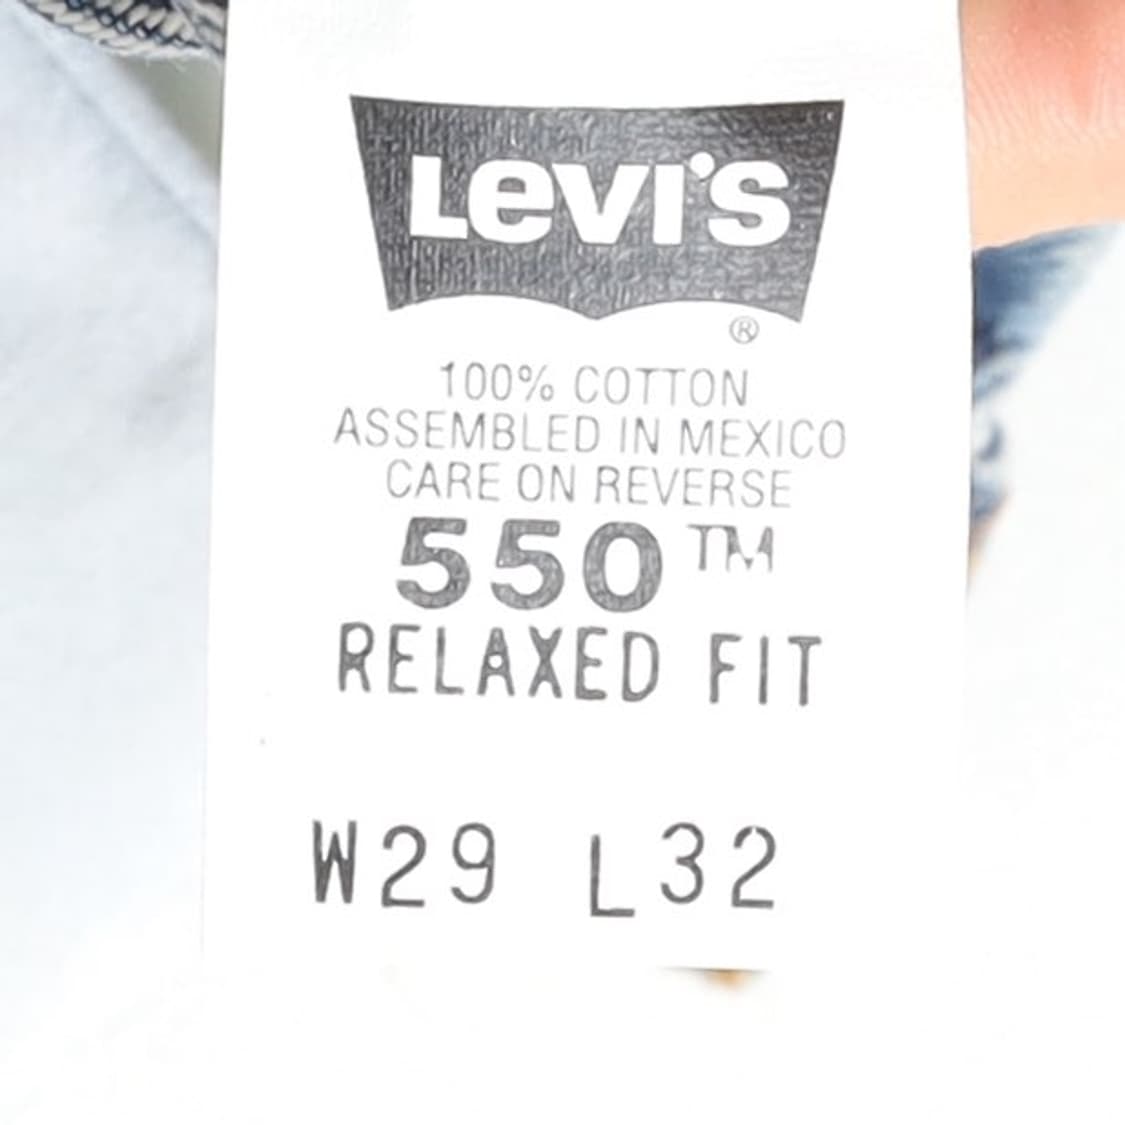 Levi's
®
100% COTTON
ASSEMBLED IN MEXICO
CARE ON REVERSE
550™
RELAXED FIT
W29 L32